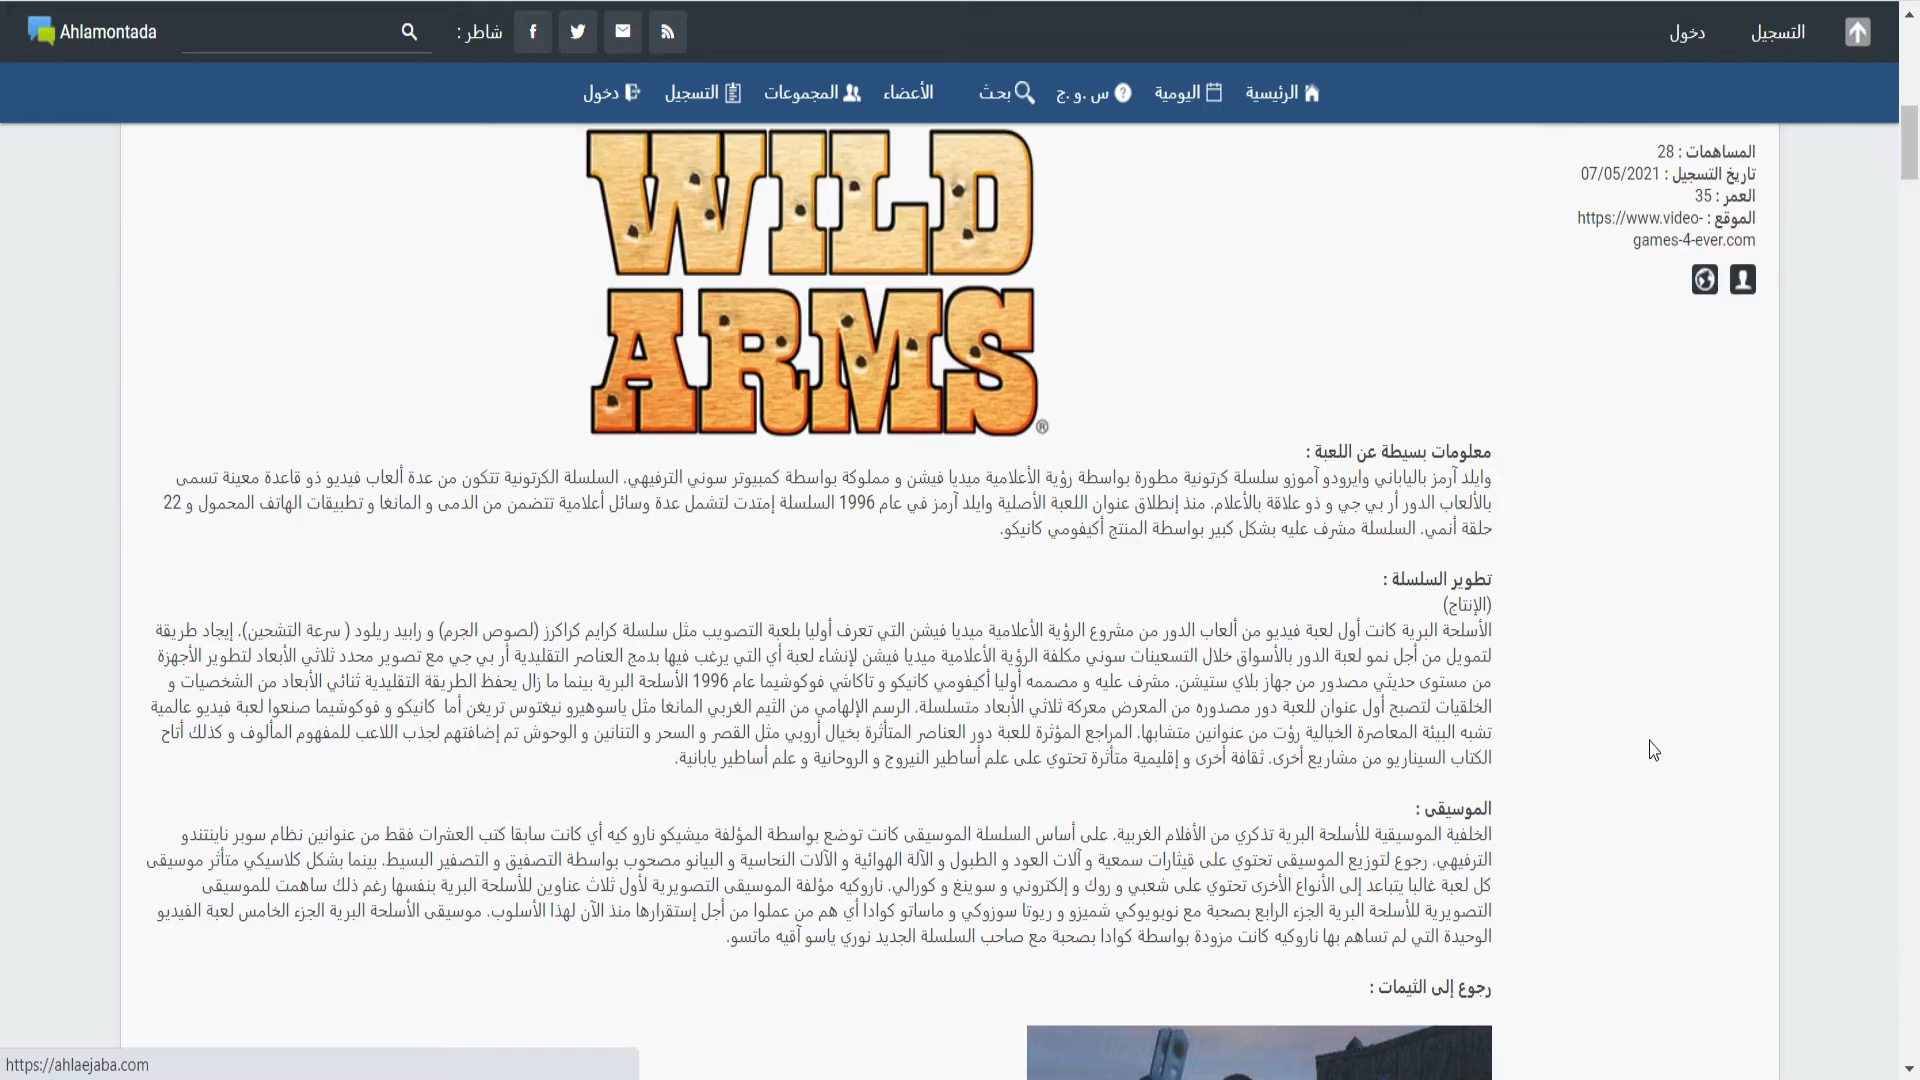 Ahlamontada
شاطر :
دخول
التسجيل
الرئيسية
اليومية
س .و .ج
بحث
الأعضاء
المجموعات
التسجيل
دخول
WILD
ARMS®
المساهمات : 28
تاريخ التسجيل : 07/05/2021
العمر : 35
الموقع : https://www.video-
games-4-ever.com
معلومات بسيطة عن اللعبة :
وايلد آرمز بالياباني وايرودو آموزو سلسلة كرتونية مطورة بواسطة رؤية الأعلامية ميديا فيشن و مملوكة بواسطة كمبيوتر سوني الترفيهي. السلسلة الكرتونية تتكون من عدة ألعاب فيديو ذو قاعدة معينة تسمى
بالألعاب الدور أر بي جي و ذو علاقة بالأعلام. منذ إنطلاق عنوان اللعبة الأصلية وايلد آرمز في عام 1996 السلسلة إمتدت لتشمل عدة وسائل أعلامية تتضمن من الدمى و المانغا و تطبيقات الهاتف المحمول و 22
حلقة أنمي. السلسلة مشرف عليه بشكل كبير بواسطة المنتج أكيفومي كانيكو.
تطوير السلسلة :
(الإنتاج)
الأسلحة البرية كانت أول لعبة فيديو من ألعاب الدور من مشروع الرؤية الأعلامية ميديا فيشن التي تعرف أوليا بلعبة التصويب مثل سلسلة كرايم كراكرز (لصوص الجرم) و رابيد ريلود ( سرعة التشحين). إيجاد طريقة
لتمويل من أجل نمو لعبة الدور بالأسواق خلال التسعينات سوني مكلفة الرؤية الأعلامية ميديا فيشن لإنشاء لعبة أي التي يرغب فيها بدمج العناصر التقليدية أر بي جي مع تصوير محدد ثلاثي الأبعاد لتطوير الأجهزة
من مستوى حديثي مصدور من جهاز بلاي ستيشن. مشرف عليه و مصممه أوليا أكيفومي كانيكو و تاكاشي فوكوشيما عام 1996 الأسلحة البرية بينما ما زال يحفظ الطريقة التقليدية ثنائي الأبعاد من الشخصيات و
الخلقيات لتصبح أول عنوان للعبة دور مصدوره من المعرض معركة ثلاثي الأبعاد متسلسلة. الرسم الإلهامي من الثيم الغربي المانغا مثل ياسوهيرو نيغتوس تريغن أما كانيكو و فوكوشيما صنعوا لعبة فيديو عالمية
تشبه البيئة المعاصرة الخيالية رؤت من عنوانين متشابها. المراجع المؤثرة للعبة دور العناصر المتأثرة بخيال أروبي مثل القصر و السحر و التنانين و الوحوش تم إضافتهم لجذب اللاعب للمفهوم المألوف و كذلك أتاح
الكتاب السيناريو من مشاريع أخرى. ثقافة أخرى و إقليمية متأثرة تحتوي على علم أساطير النيروج و الروحانية و علم أساطير يابانية.
الموسيقى :
الخلفية الموسيقية للأسلحة البرية تذكري من الأفلام الغربية. على أساس السلسلة الموسيقى كانت توضع بواسطة المؤلفة ميشيكو نارو كيه أي كانت سابقا كتب العشرات فقط من عنوانين نظام سوبر ناينتندو
الترفيهي. رجوع لتوزيع الموسيقى تحتوي على قيثارات سمعية و آلات العود و الطبول و الآلة الهوائية و الآلات النحاسية و البيانو مصحوب بواسطة التصفيق و التصفير البسيط. بينما بشكل كلاسيكي متأثر موسيقى
كل لعبة غالبا يتباعد إلى الأنواع الأخرى تحتوي على شعبي و روك و إلكتروني و سوينغ و كورالي. ناروكيه مؤلفة الموسيقى التصويرية لأول ثلاث عناوين للأسلحة البرية بنفسها رغم ذلك ساهمت للموسيقى
التصويرية للأسلحة البرية الجزء الرابع بصحبة مع نوبويوكي شميزو و ريوتا سوزوكي و ماساتو كوادا أي هم من عملوا من أجل إستقرارها منذ الآن لهذا الأسلوب. موسيقى الأسلحة البرية الجزء الخامس لعبة الفيديو
الوحيدة التي لم تساهم بها ناروكيه كانت مزودة بواسطة كوادا بصحبة مع صاحب السلسلة الجديد نوري ياسو آقيه ماتسو.
رجوع إلى الثيمات :
https://ahlaejaba.com